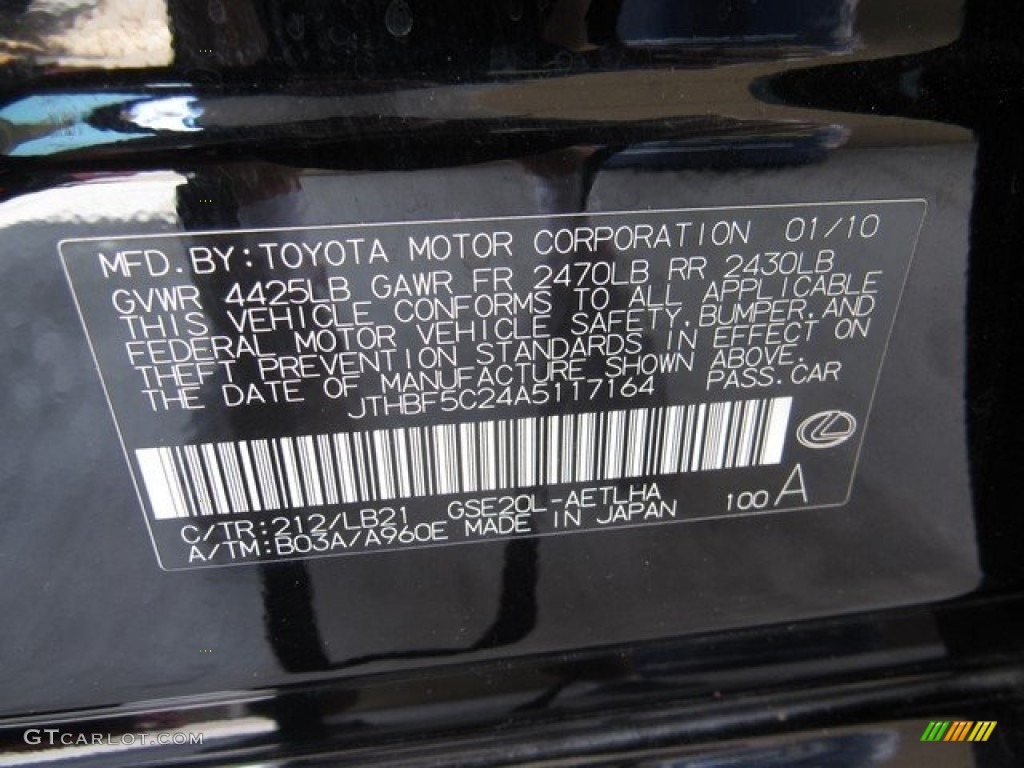 MFD.BY:TOYOTA MOTOR CORPORATION 01/10
GVWR 4425LB GAWR FR 2470LB RR 2430LB
THIS VEHICLE CONFORMS TO ALL APPLICABLE
FEDERAL MOTOR VEHICLE SAFETY, BUMPER, AND
THEFT PREVENTION STANDARDS IN EFFECT ON
THE DATE OF MANUFACTURE SHOWN ABOVE.
JTHBF5C24A5117164 PASS.CAR
C/TR:212/LB21 GSE20L-AETLHA 100 A
A/TM:B03A/A960E MADE IN JAPAN
GTCARLOT.COM